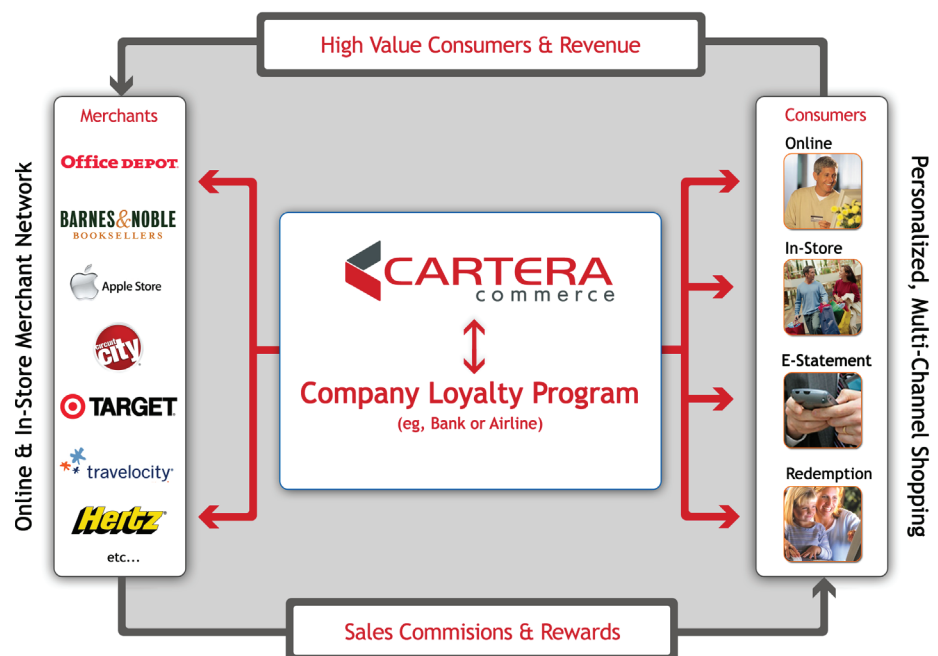 High Value Consumers & Revenue
Online & In-Store Merchant Network
Merchants
Office DEPOT.
BARNES&NOBLE
BOOKSELLERS
Apple Store
circuit
city
TARGET
travelocity
Hertz
etc...
CARTERA
commerce
Company Loyalty Program
(eg, Bank or Airline)
Consumers
Online
In-Store
E-Statement
Redemption
Personalized, Multi-Channel Shopping
Sales Commisions & Rewards